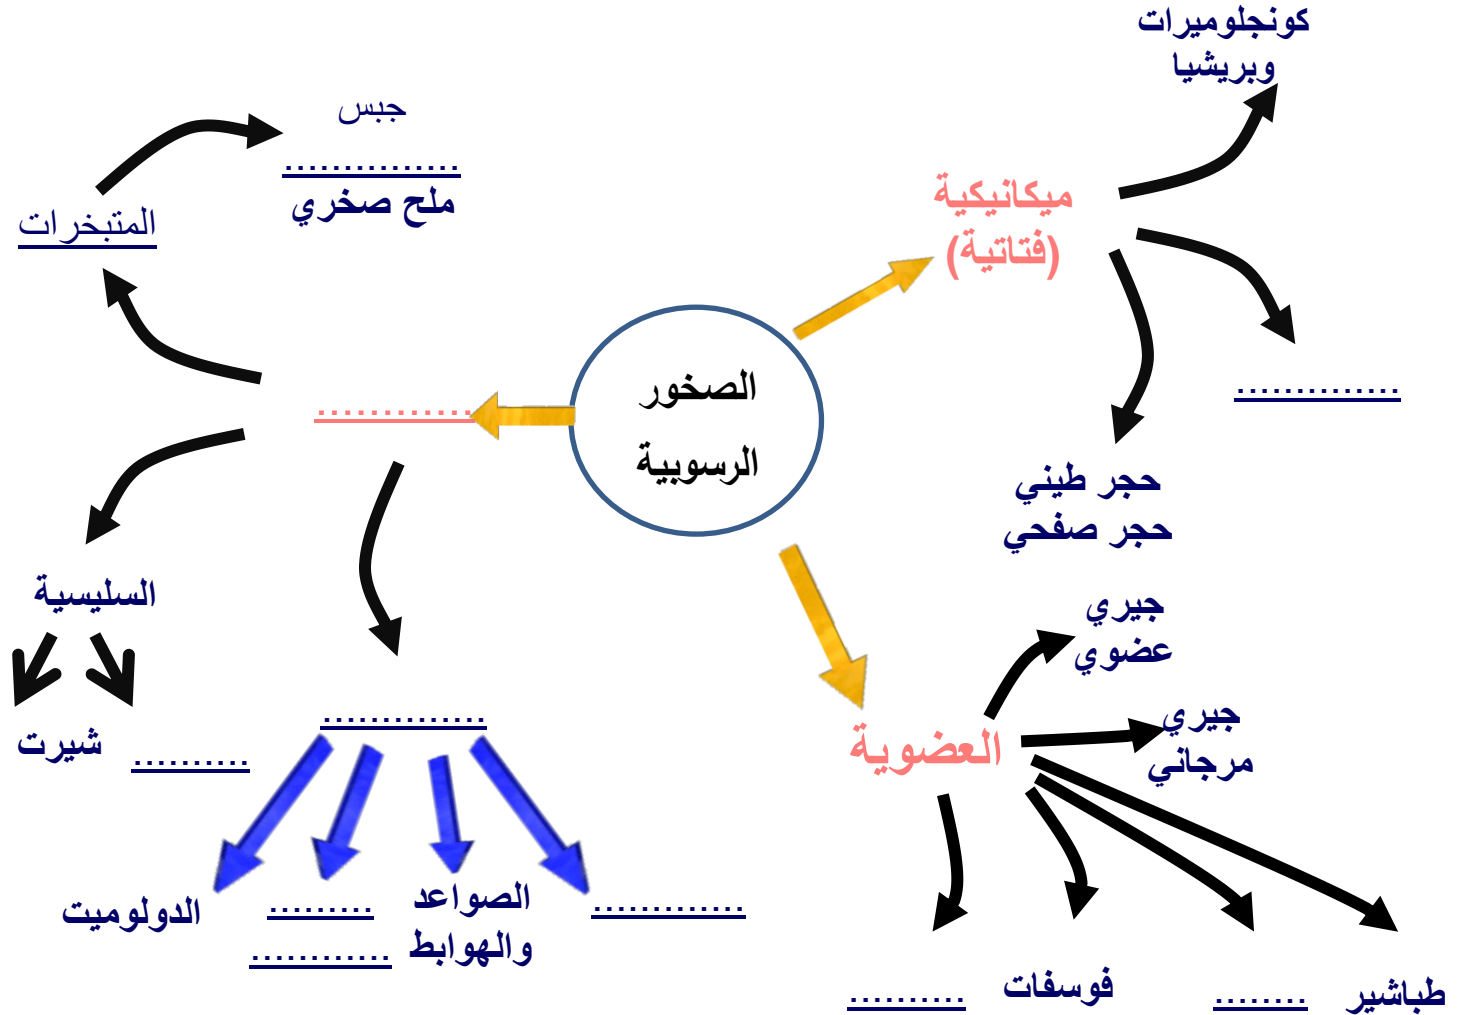 كونجلوميرات
وبريشيا
جبس
...............
ملح صخري
ميكانيكية
(فتاتية)
المتبخرات
الصخور
الرسوبية
..............
............
حجر طيني
حجر صفحي
السليسية
جيري
عضوي
جيري
مرجاني
العضوية
..............
شيرت
..........
الصواعد
والهوابط
.............
.........
............
الدولوميت
طباشير
........
فوسفات
..........